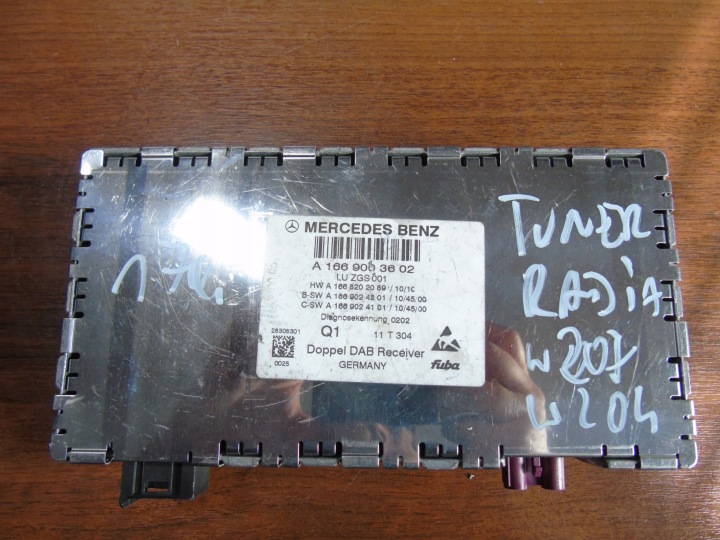 MERCEDES BENZ
A 166 900 36 02
LU ZGS 001
HW A 166 820 20 89 / 10/10
B-SW A 166 902 42 01 / 10/45/00
C-SW A 166 902 41 01 / 10/45/00
Diagnosekennung 0202
26308301
Q1 11 T 304
0025
Doppel DAB Receiver
GERMANY
fuba
TUNER
RADIA
W207
W204